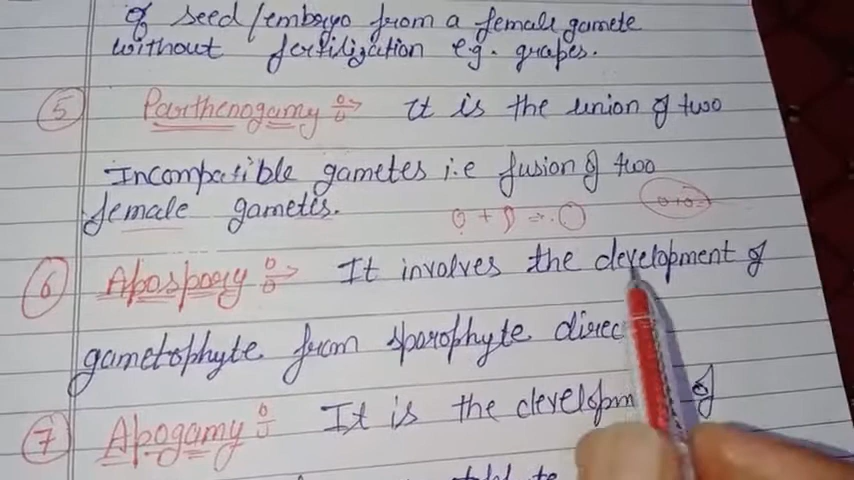 of seed/embryo from a female gamete
without fertilization e.g. grapes.
5 Parthenogamy :→ It is the union of two
Incompatible gametes i.e fusion of two
female gametes.
6 Apospory :→ It involves the development of
gametophyte from sporophyte direc
7 Apogamy :- It is the developm of